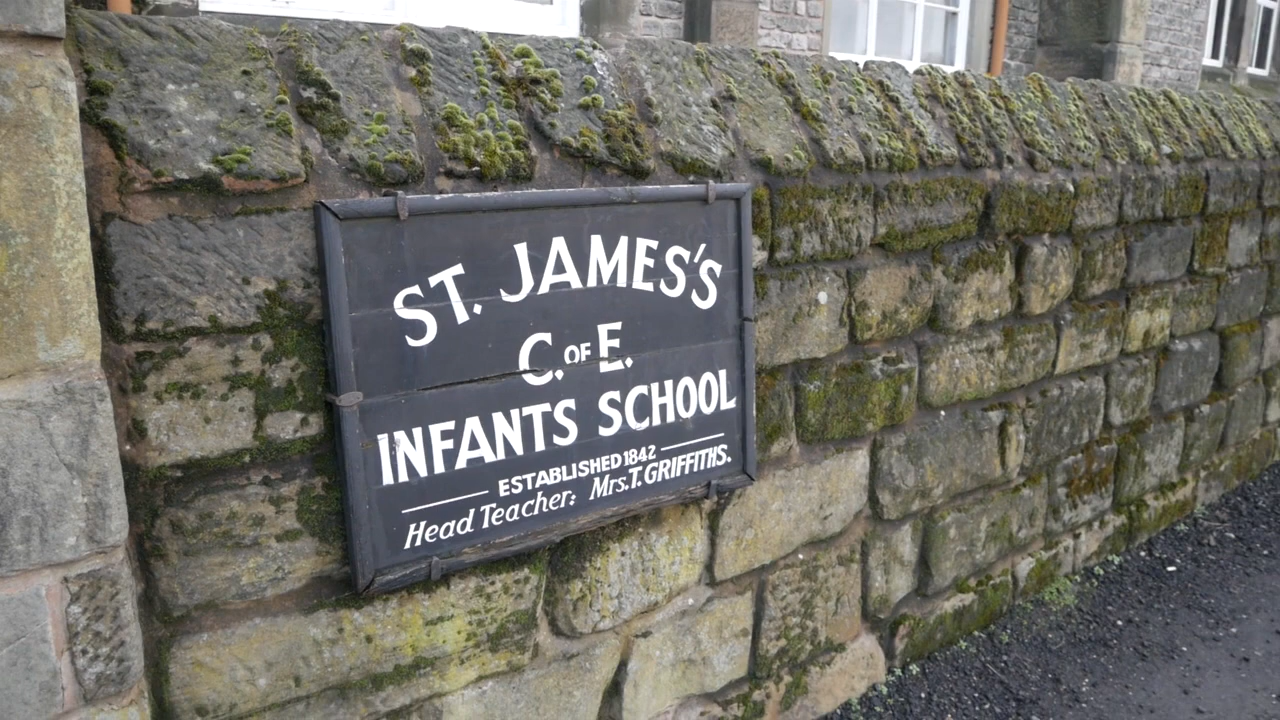 ST. JAMES'S
C. OF E.
INFANTS SCHOOL
ESTABLISHED 1842
Head Teacher: Mrs. T. GRIFFITHS.